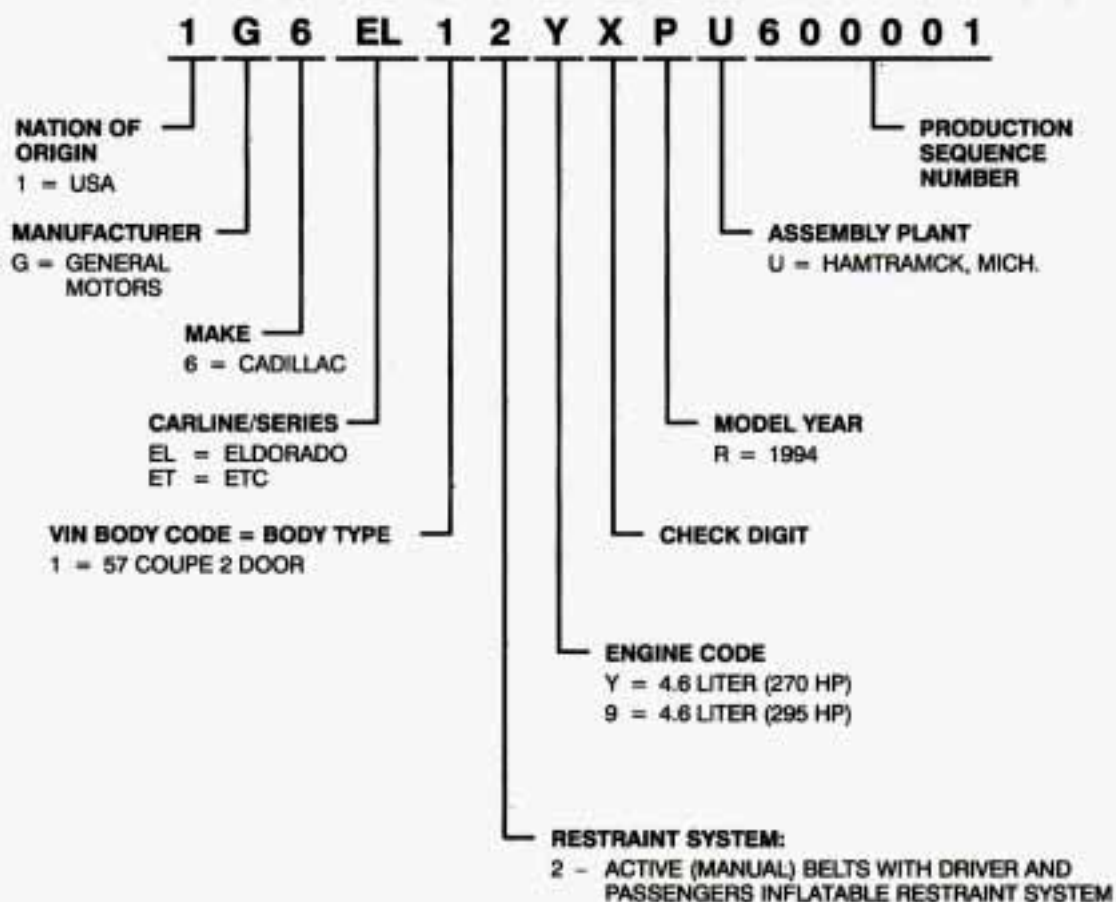 1 G 6 EL 1 2 Y X P U 6 0 0 0 0 1
NATION OF
ORIGIN
1 = USA
PRODUCTION
SEQUENCE
NUMBER
MANUFACTURER
G = GENERAL
MOTORS
ASSEMBLY PLANT
U = HAMTRAMCK, MICH.
MAKE
6 = CADILLAC
CARLINE/SERIES
EL = ELDORADO
ET = ETC
MODEL YEAR
R = 1994
VIN BODY CODE = BODY TYPE
1 = 57 COUPE 2 DOOR
CHECK DIGIT
ENGINE CODE
Y = 4.6 LITER (270 HP)
9 = 4.6 LITER (295 HP)
RESTRAINT SYSTEM:
2 – ACTIVE (MANUAL) BELTS WITH DRIVER AND
PASSENGERS INFLATABLE RESTRAINT SYSTEM